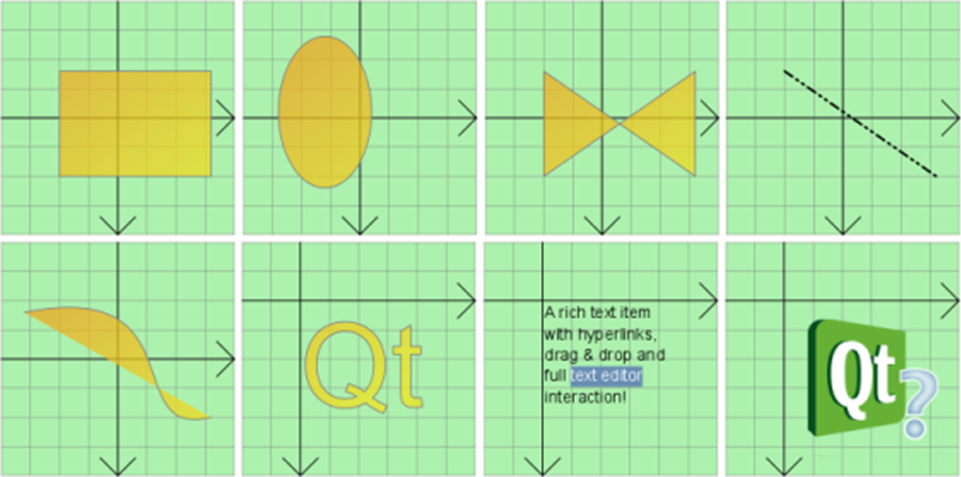 Qt
A rich text item
with hyperlinks,
drag & drop and
full text editor
interaction!
Qt
?